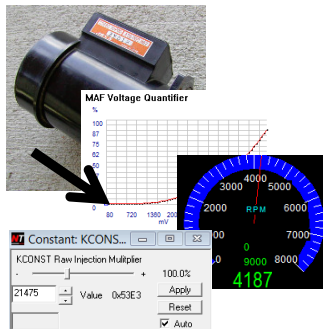 MAF Voltage Quantifier
%
100
87
75
62
50
37
25
12
0
80 720 1360
mV
2000 3000 4000 5000 6000
7000
1000
8000
0
RPM
0
9000
4187
Constant: KCONS...
KCONST Raw Injection Mulitplier
- + 100.0%
21475 Value 0x53E3 Apply
Reset
Auto